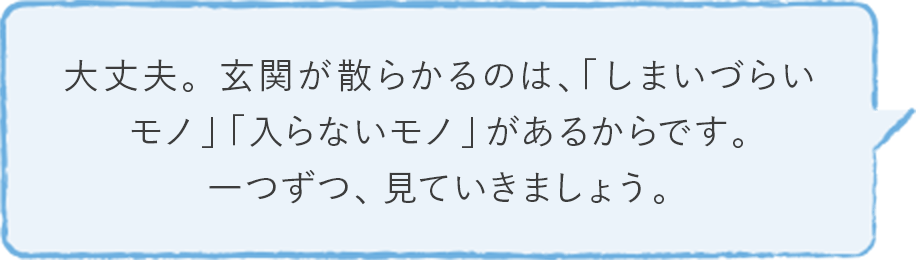 大丈夫。玄関が散らかるのは、「しまいづらい
モノ」「入らないモノ」があるからです。
一つずつ、見ていきましょう。